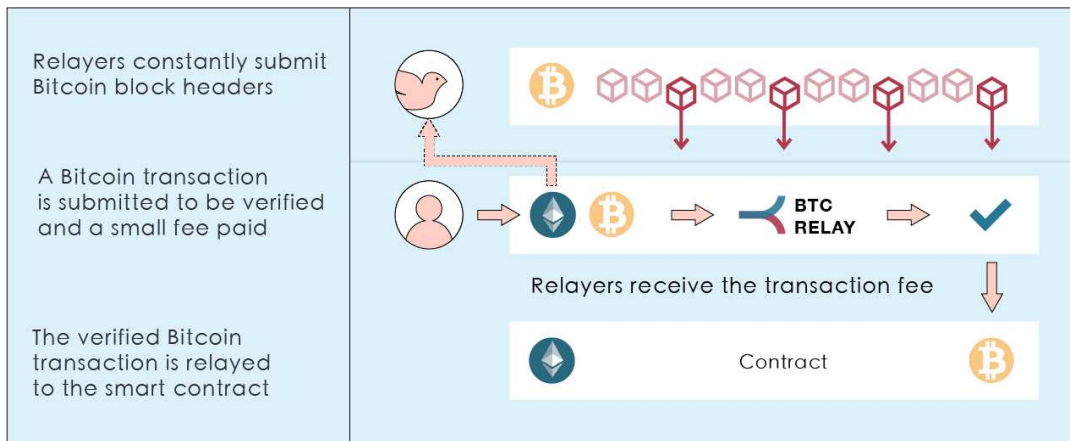 Relayers constantly submit
Bitcoin block headers
A Bitcoin transaction
is submitted to be verified
and a small fee paid
BTC
RELAY
Relayers receive the transaction fee
The verified Bitcoin
transaction is relayed
to the smart contract
Contract